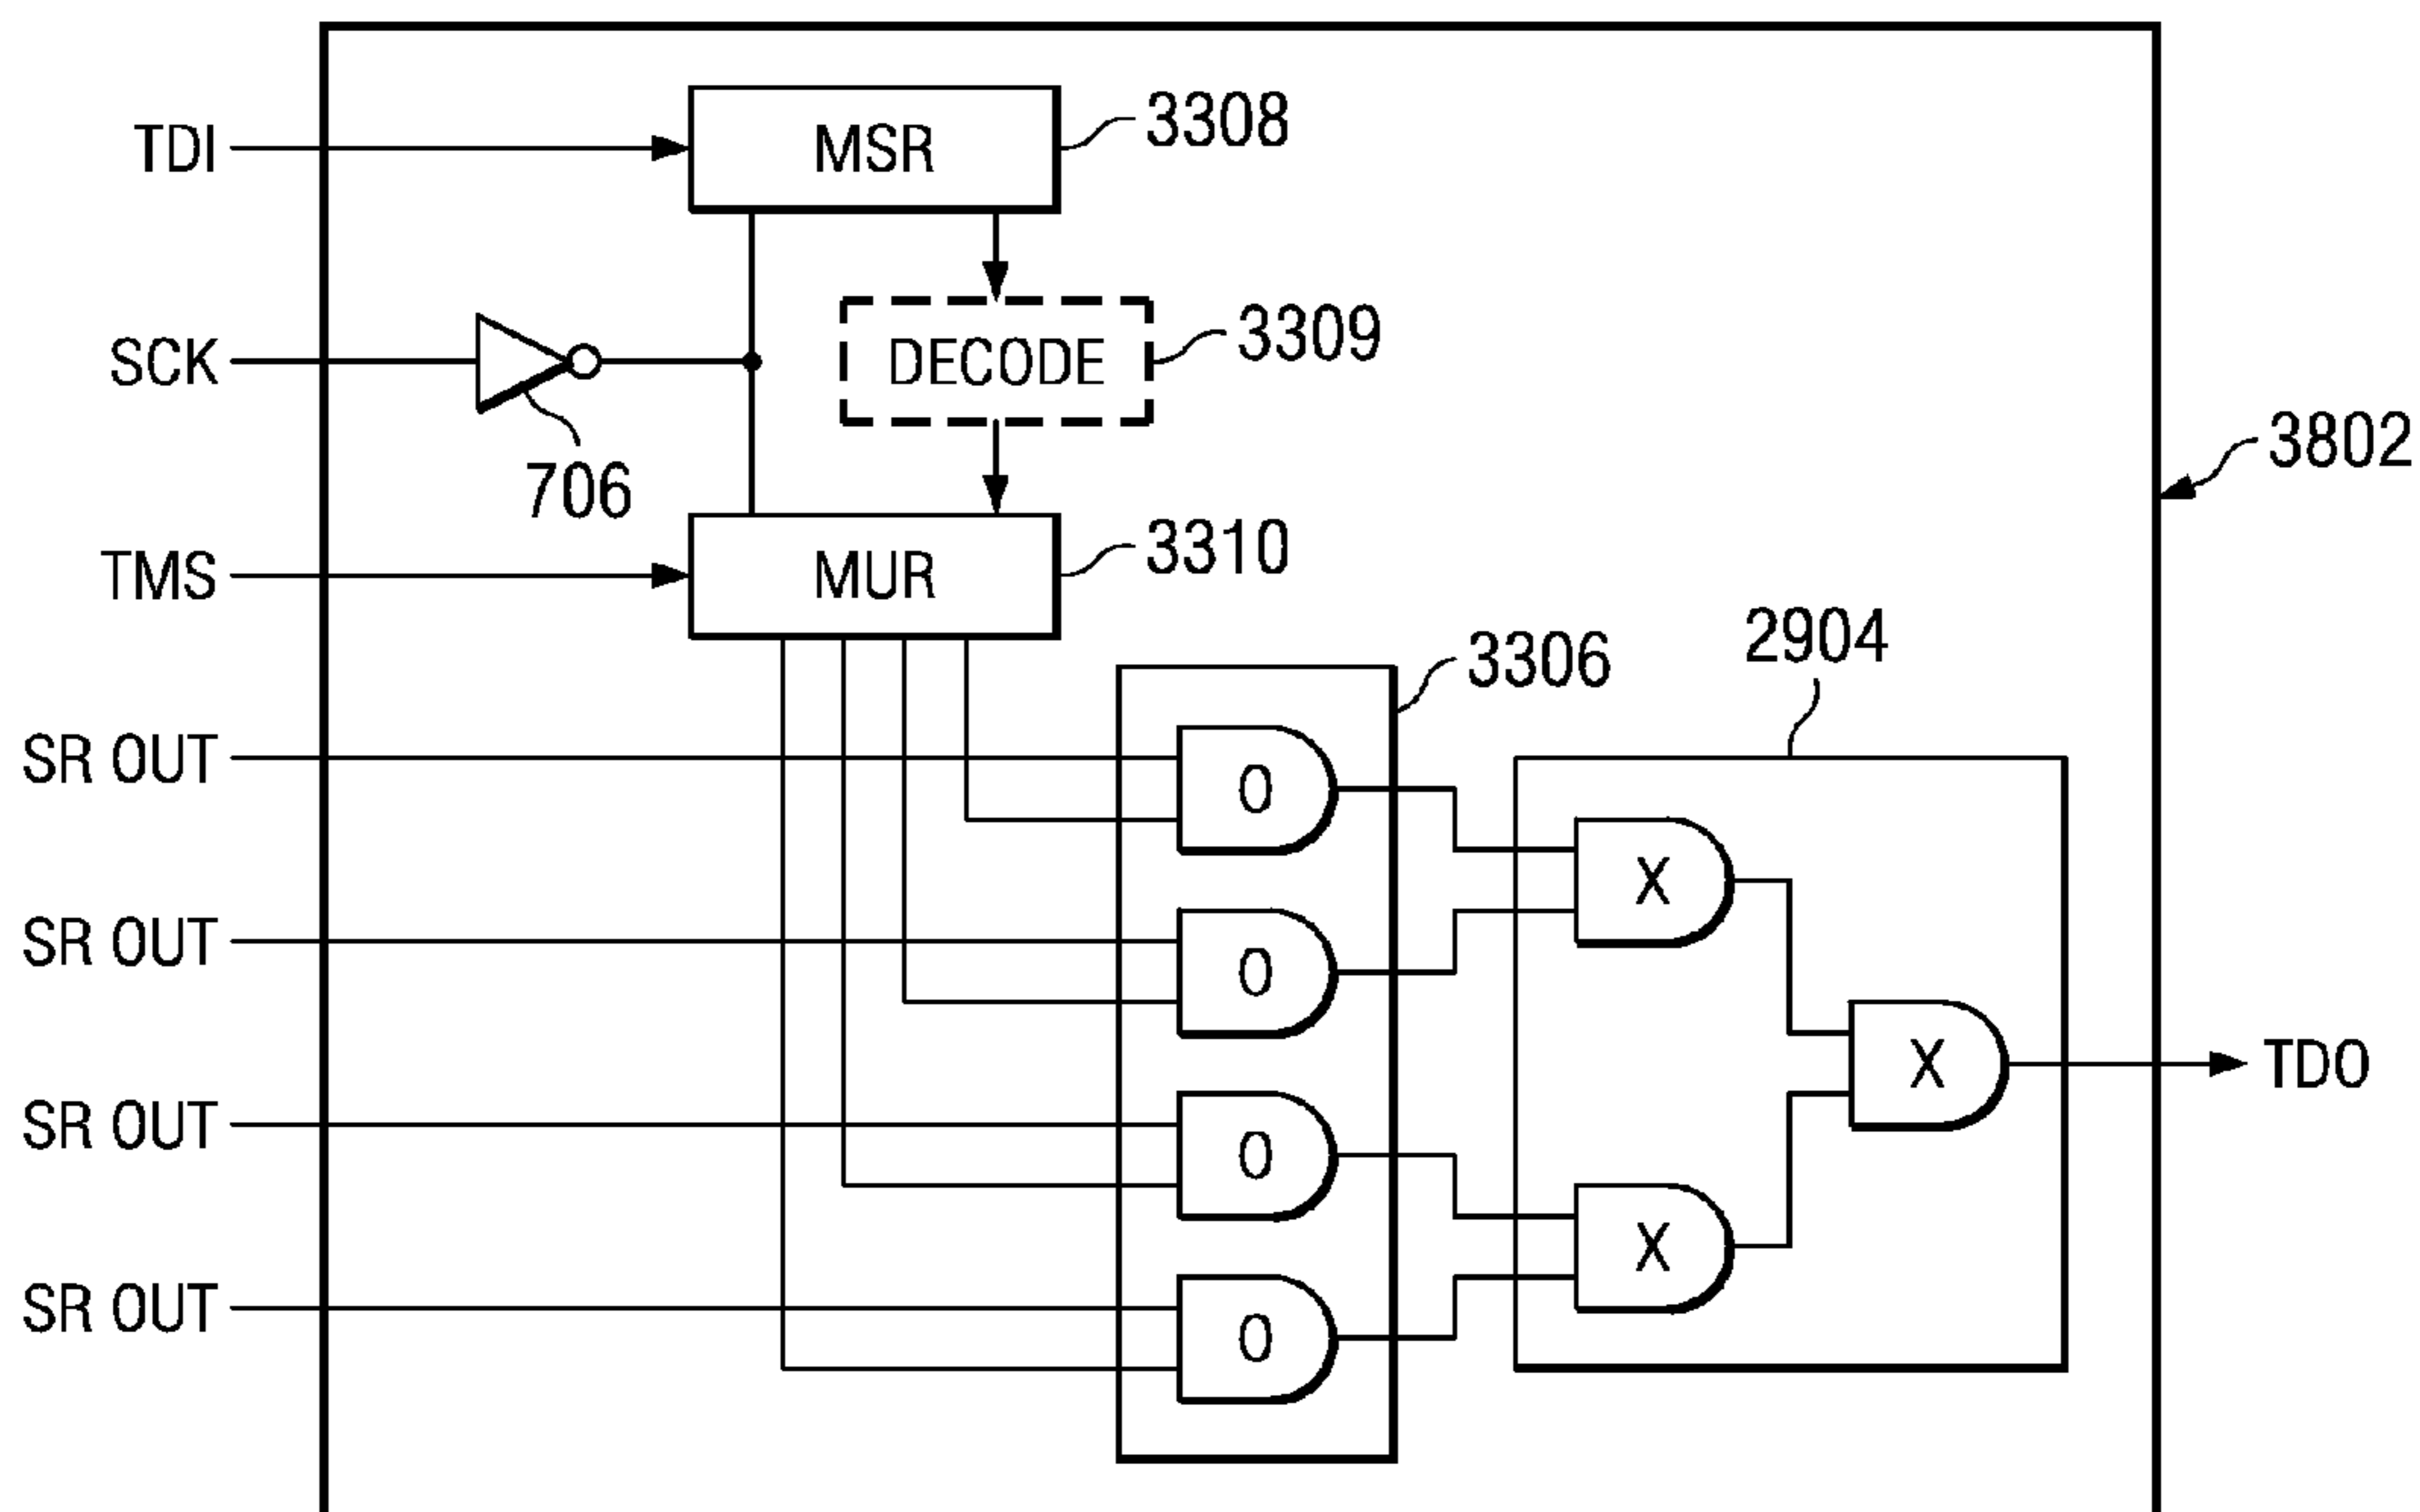 TDI
MSR
3308
SCK
DECODE
3309
706
3802
TMS
MUR
3310
3306
2904
SR OUT
O
X
SR OUT
O
X
TDO
SR OUT
O
X
SR OUT
O